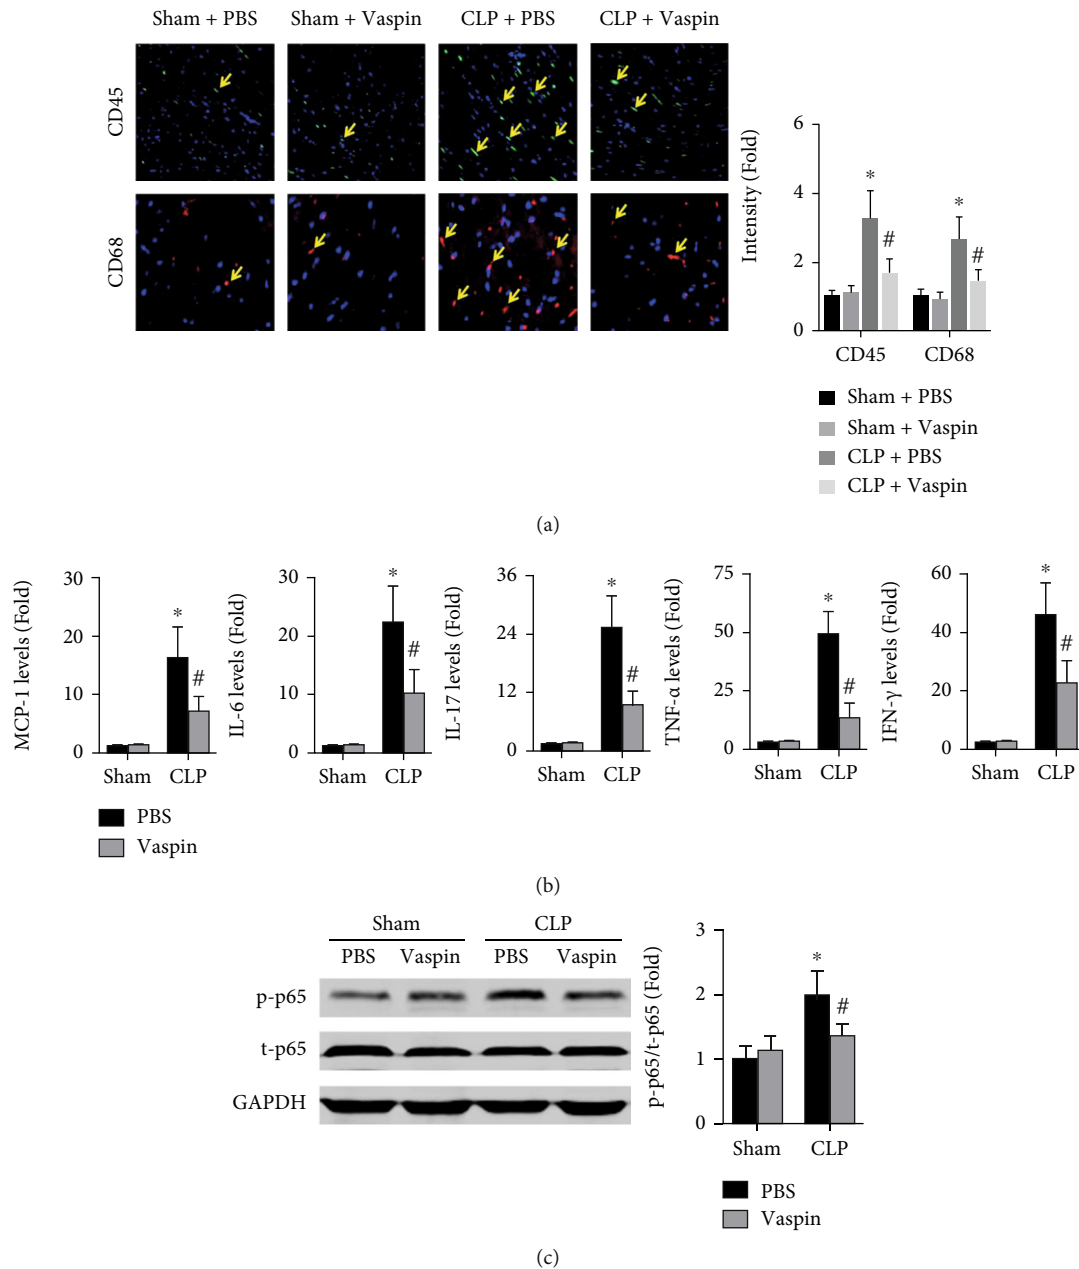 Sham + PBS
Sham + Vaspin
CLP + PBS
CLP + Vaspin
CD45
CD68
Intensity (Fold)
6
4
2
0
*
#
*
#
CD45
CD68
Sham + PBS
Sham + Vaspin
CLP + PBS
CLP + Vaspin
(a)
MCP-1 levels (Fold)
30
20
10
0
*
#
Sham
CLP
IL-6 levels (Fold)
30
20
10
0
*
#
Sham
CLP
IL-17 levels (Fold)
36
24
12
0
*
#
Sham
CLP
TNF-α levels (Fold)
75
50
25
0
*
#
Sham
CLP
IFN-γ levels (Fold)
60
40
20
0
*
#
Sham
CLP
PBS
Vaspin
(b)
Sham
CLP
PBS
Vaspin
PBS
Vaspin
p-p65
t-p65
GAPDH
p-p65/t-p65 (Fold)
3
2
1
0
*
#
Sham
CLP
PBS
Vaspin
(c)